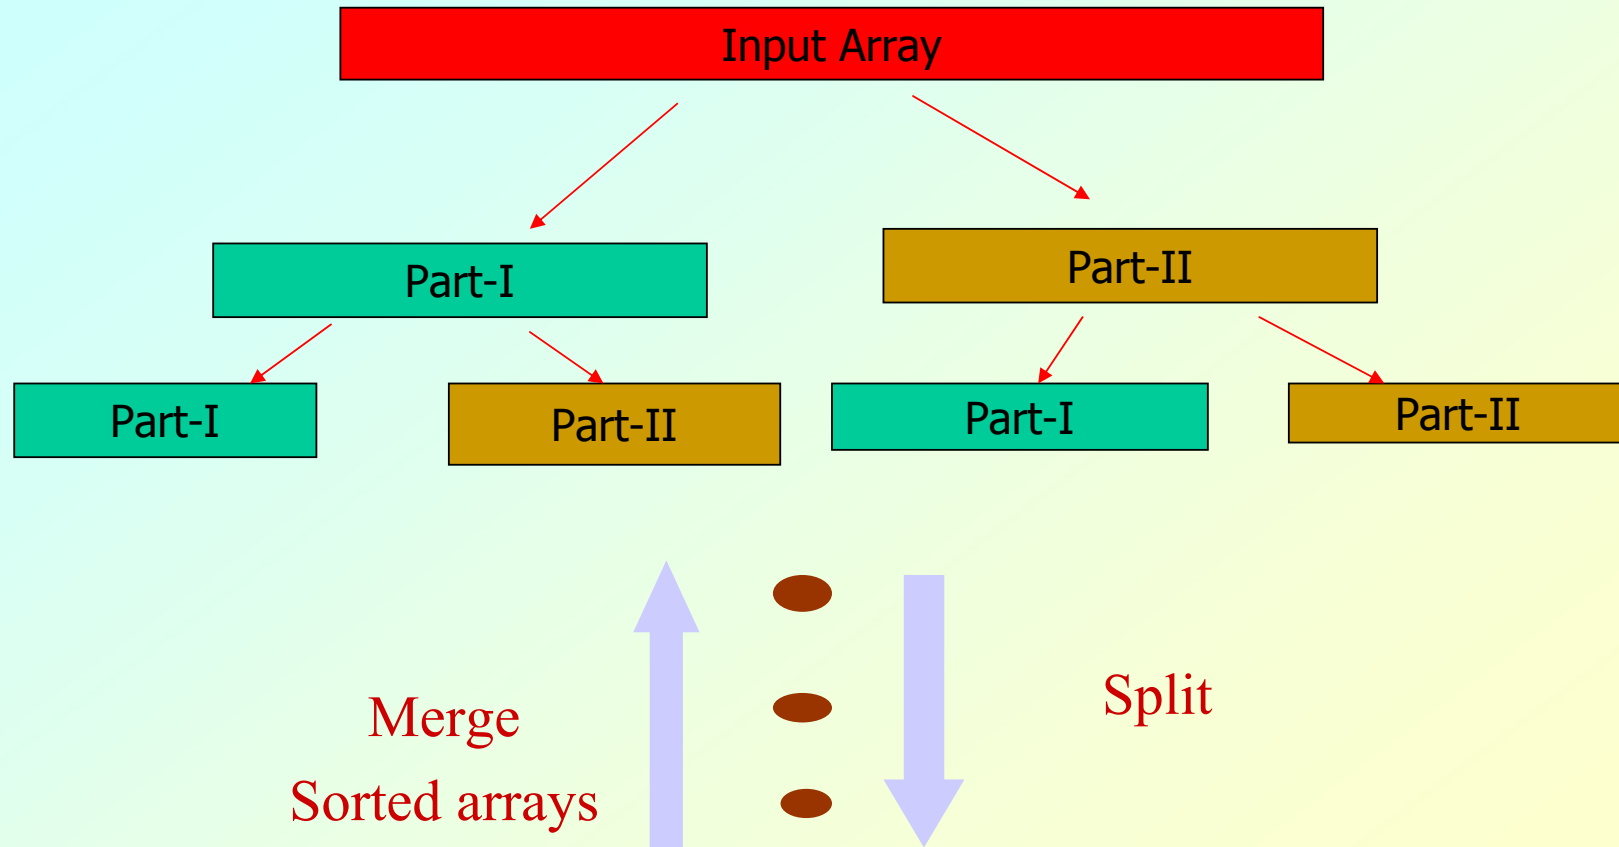 Input Array
Part-I
Part-II
Part-I
Part-II
Part-I
Part-II
Merge
Sorted arrays
Split